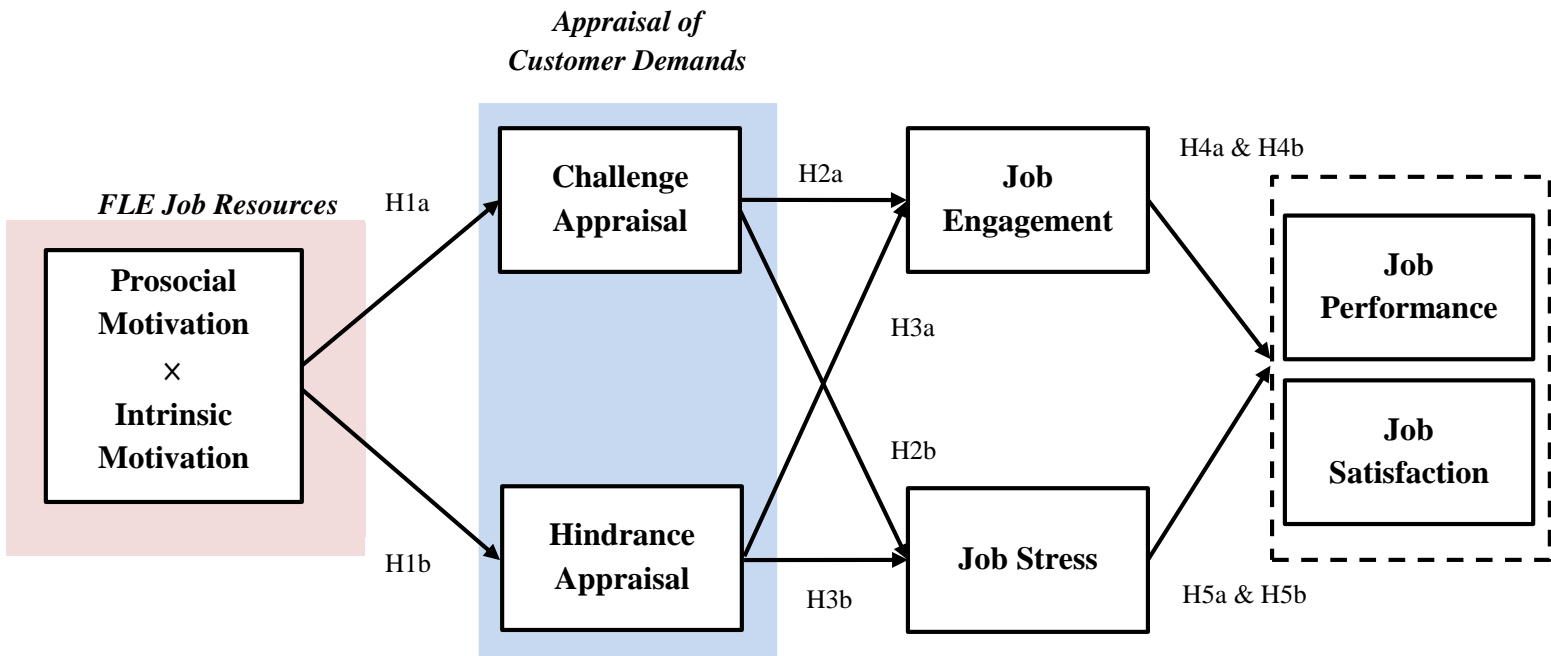 Appraisal of
Customer Demands
FLE Job Resources
Prosocial
Motivation
×
Intrinsic
Motivation
H1a
H1b
Challenge
Appraisal
Hindrance
Appraisal
H2a
H3a
H2b
H3b
Job
Engagement
Job Stress
H4a & H4b
H5a & H5b
Job
Performance
Job
Satisfaction